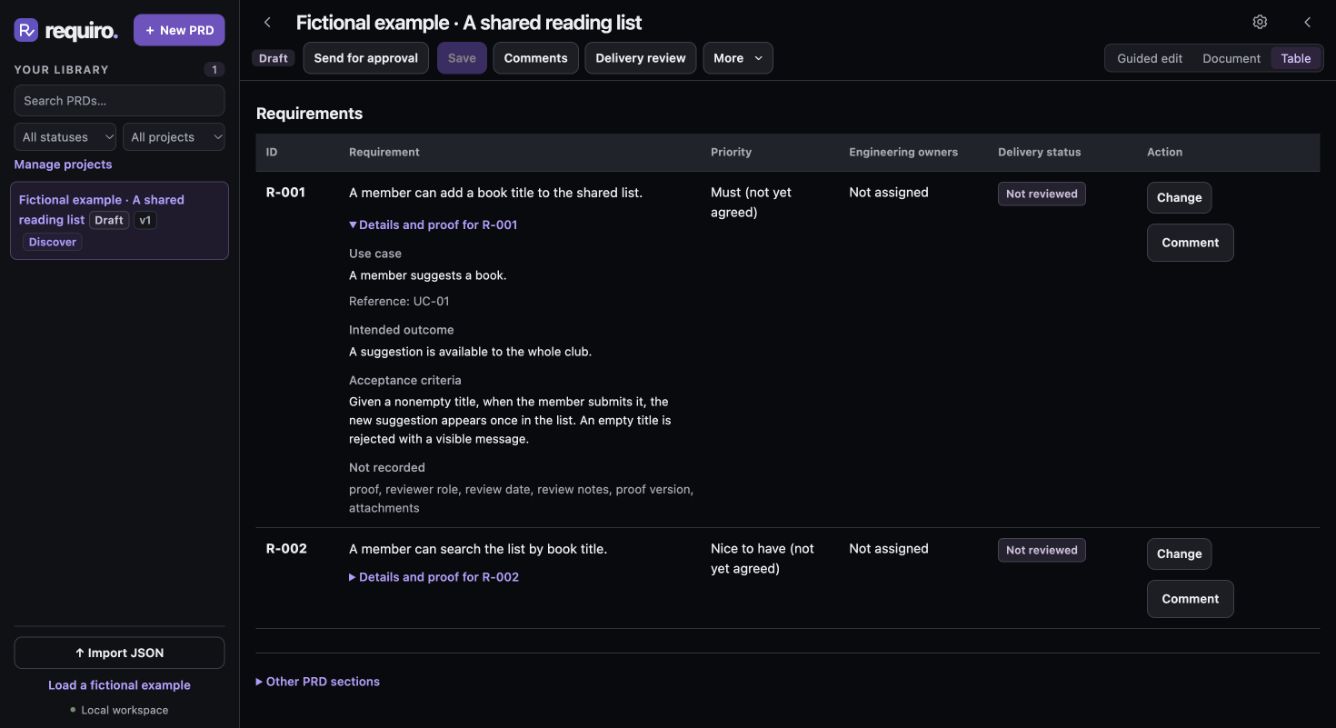 requiro.
+ New PRD
YOUR LIBRARY
1
Search PRDs...
All statuses
All projects
Manage projects
Fictional example · A shared
reading list
Draft
v1
Discover
↑ Import JSON
Load a fictional example
Local workspace
Fictional example · A shared reading list
Draft
Send for approval
Save
Comments
Delivery review
More
Guided edit
Document
Table
Requirements
ID
Requirement
Priority
Engineering owners
Delivery status
Action
R-001
A member can add a book title to the shared list.
Must (not yet
agreed)
Not assigned
Not reviewed
Change
Comment
Details and proof for R-001
Use case
A member suggests a book.
Reference: UC-01
Intended outcome
A suggestion is available to the whole club.
Acceptance criteria
Given a nonempty title, when the member submits it, the
new suggestion appears once in the list. An empty title is
rejected with a visible message.
Not recorded
proof, reviewer role, review date, review notes, proof version,
attachments
R-002
A member can search the list by book title.
Nice to have (not
yet agreed)
Not assigned
Not reviewed
Change
Comment
Details and proof for R-002
Other PRD sections